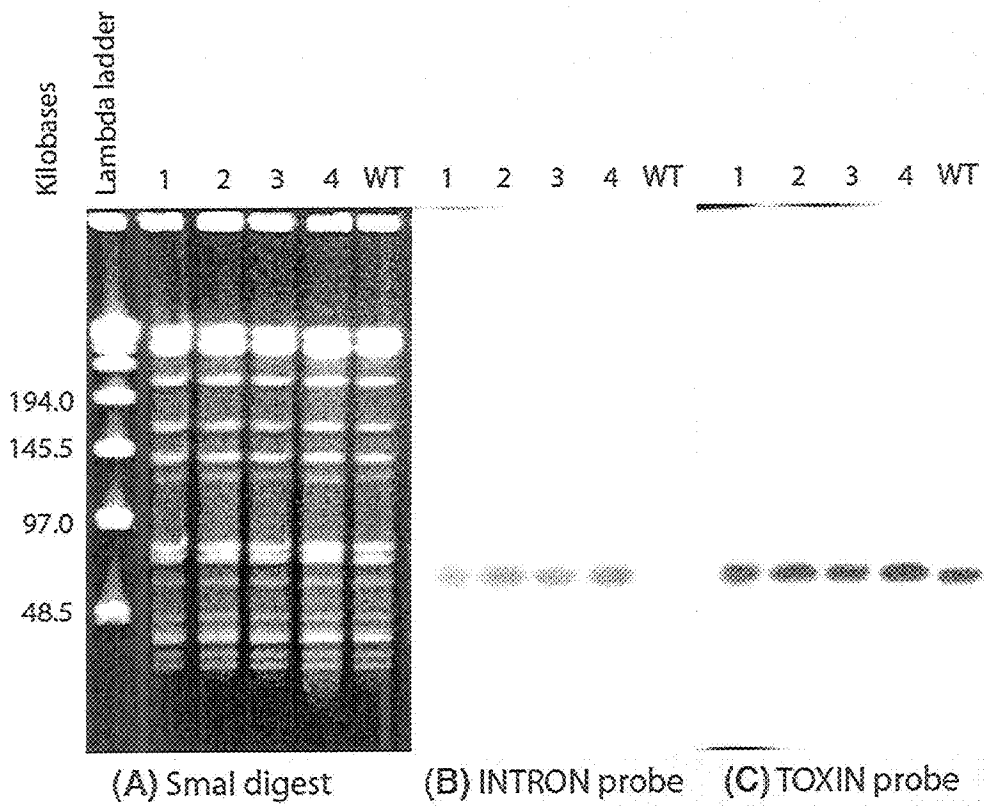 Kilobases
Lambda ladder
1 2 3 4 WT
1 2 3 4 WT
1 2 3 4 WT
194.0
145.5
97.0
48.5
(A) SmaI digest
(B) INTRON probe
(C) TOXIN probe